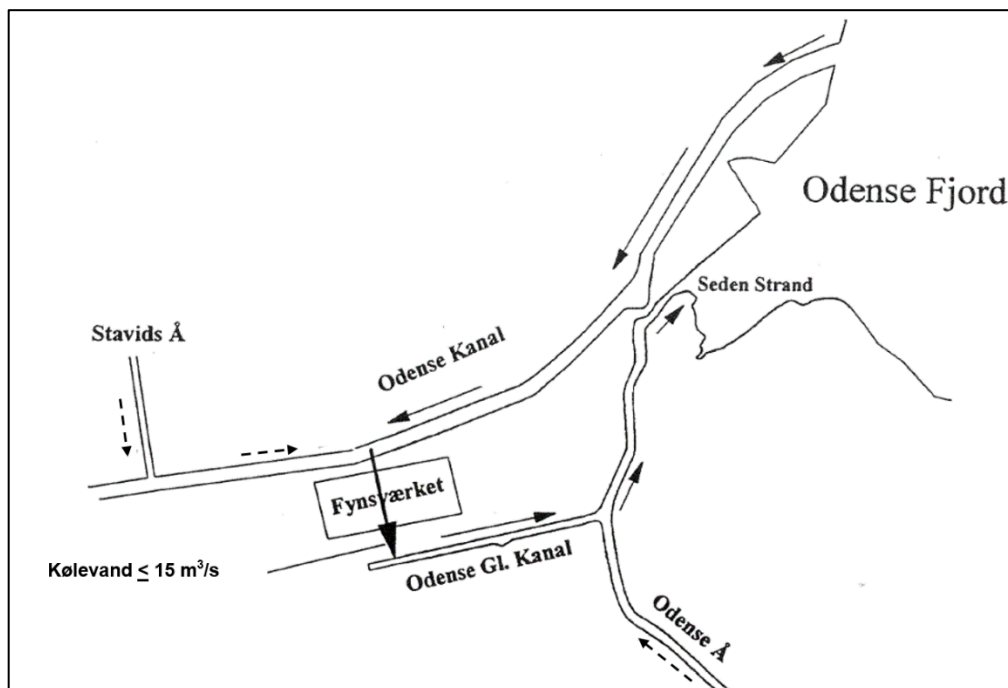 Odense Fjord
Seden Strand
Stavids Å
Odense Kanal
Fynsværket
Odense Gl. Kanal
Kølevand ≤ 15 m³/s
Odense Å